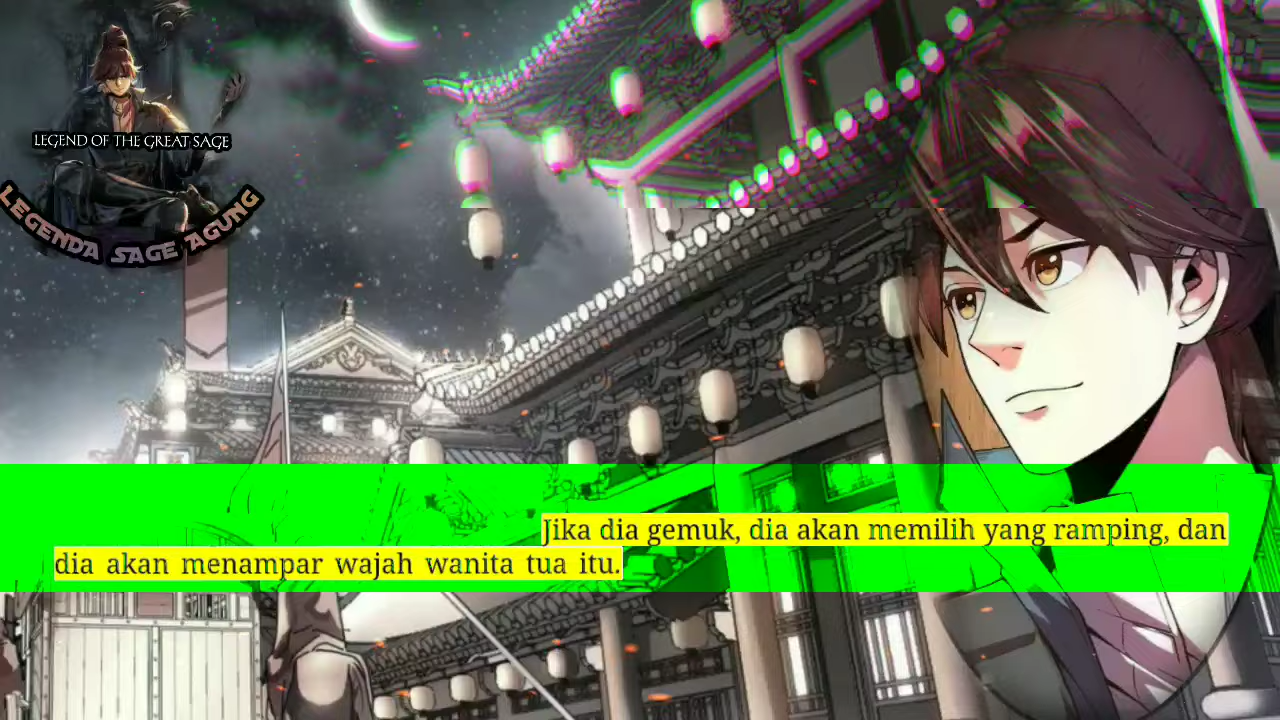 LEGEND OF THE GREAT SAGE
LEGENDA SAGE AGUNG
Jika dia gemuk, dia akan memilih yang ramping, dan
dia akan menampar wajah wanita tua itu.